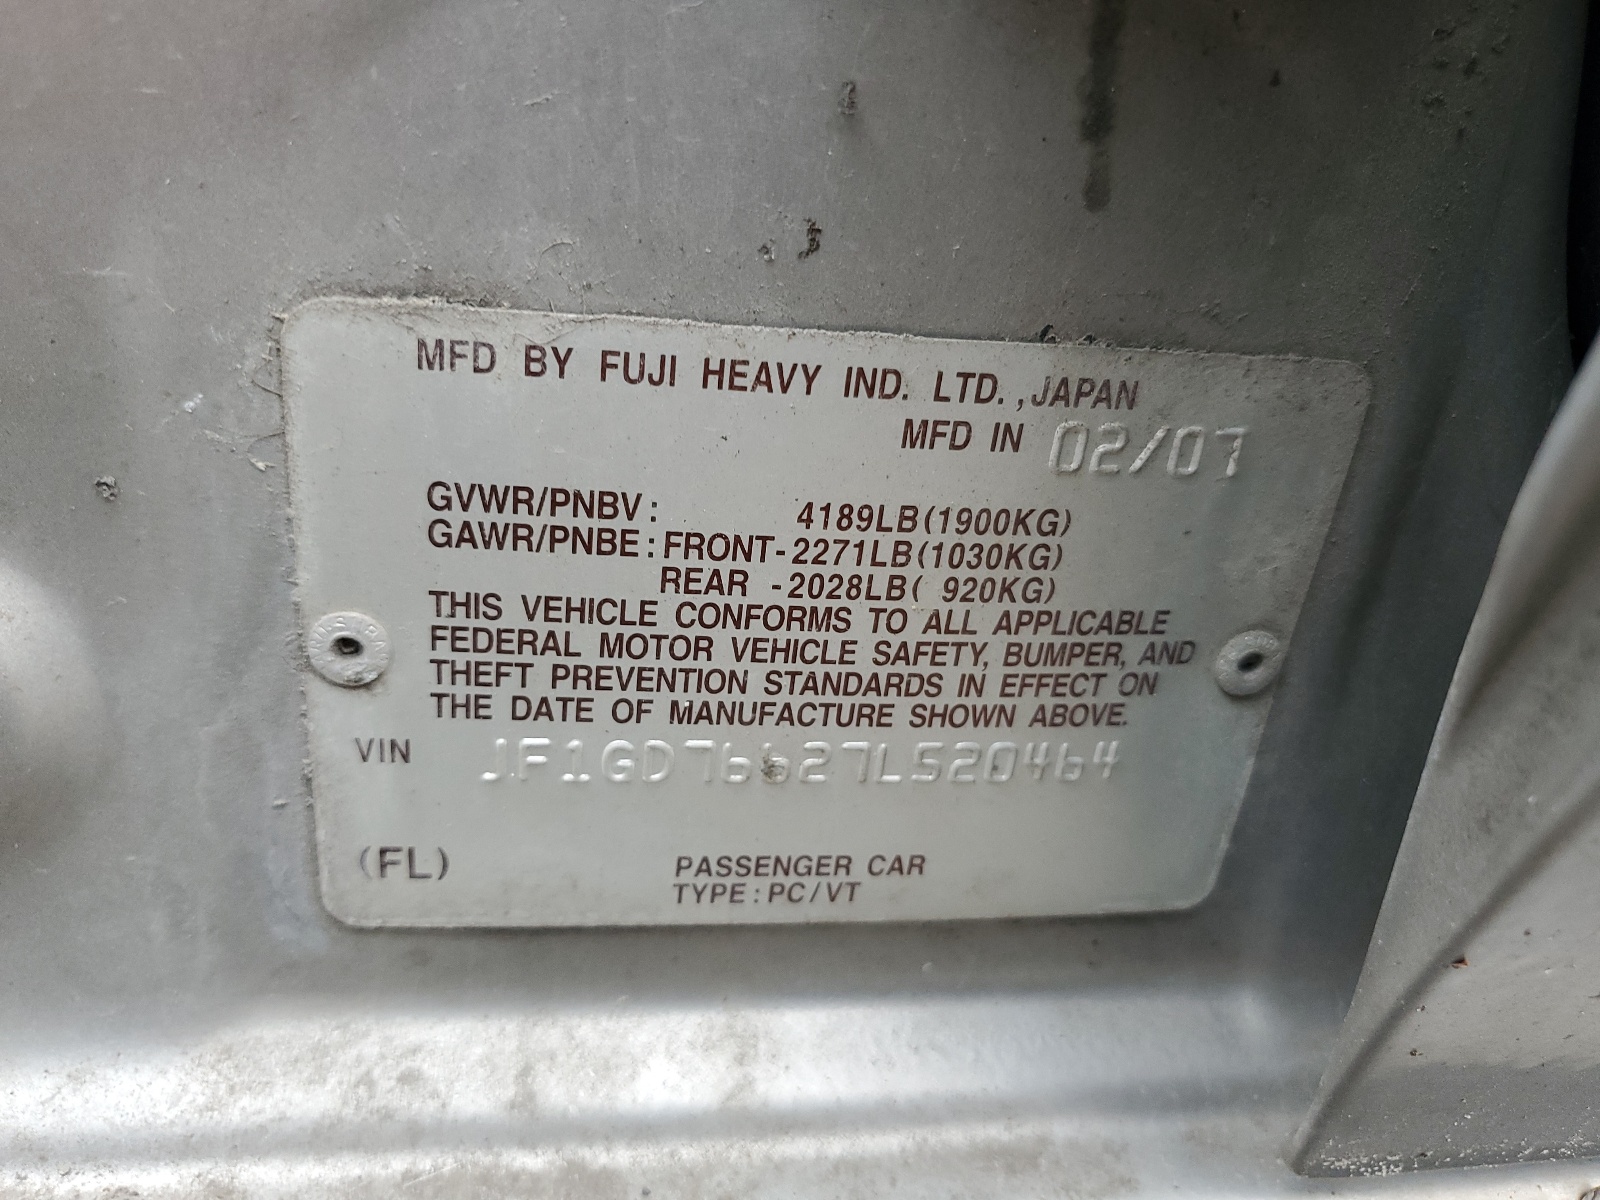 MFD BY FUJI HEAVY IND. LTD. ,JAPAN
MFD IN 02/07
GVWR/PNBV : 4189LB(1900KG)
GAWR/PNBE : FRONT-2271LB(1030KG)
REAR -2028LB( 920KG)
THIS VEHICLE CONFORMS TO ALL APPLICABLE
FEDERAL MOTOR VEHICLE SAFETY, BUMPER, AND
THEFT PREVENTION STANDARDS IN EFFECT ON
THE DATE OF MANUFACTURE SHOWN ABOVE.
VIN JF1GD76627L520464
(FL)
PASSENGER CAR
TYPE : PC/VT